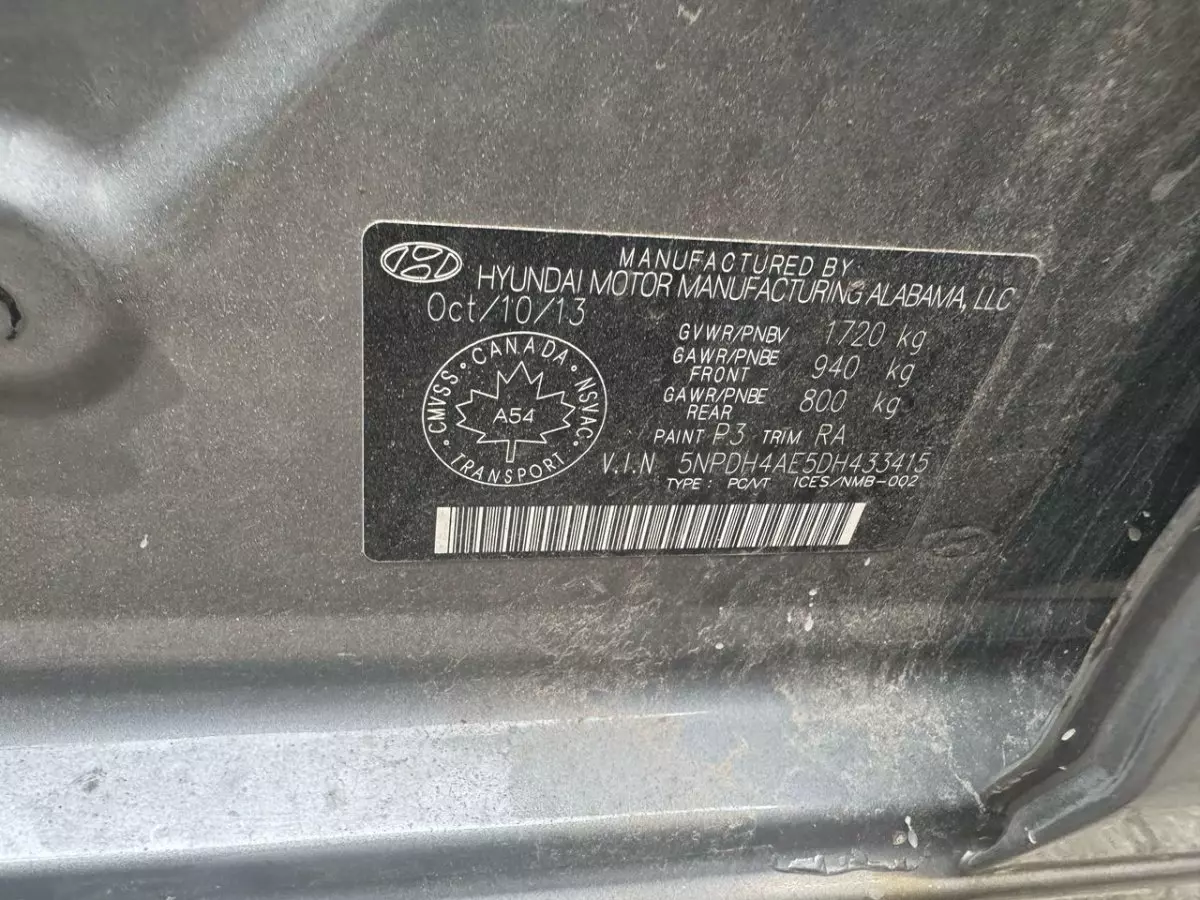 MANUFACTURED BY
HYUNDAI MOTOR MANUFACTURING ALABAMA, LLC
Oct/10/13
GVWR/PNBV 1720 kg
GAWR/PNBE FRONT 940 kg
GAWR/PNBE REAR 800 kg
PAINT P3 TRIM RA
V.I.N 5NPDH4AE5DH433415
TYPE: PC/VT ICES/NMB-002
CMVSS · CANADA · NSVAC
A54
TRANSPORT